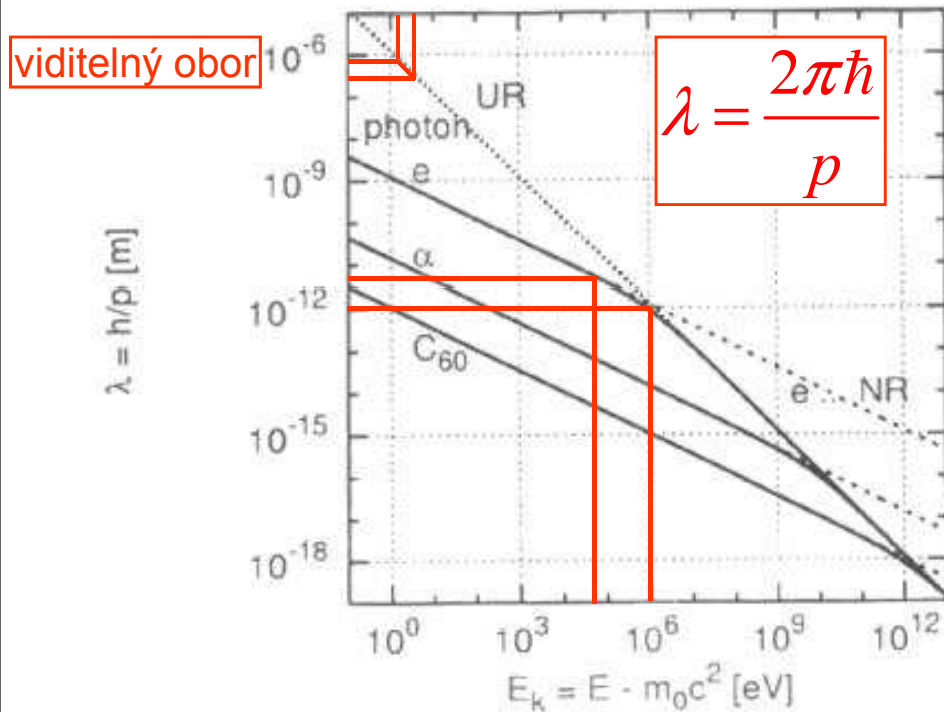 viditelný obor
10^-6
10^-9
10^-12
10^-15
10^-18
λ = h/p [m]
UR
photon
e
α
C_60
e NR
λ = 2πħ / p
10^0 10^3 10^6 10^9 10^12
E_k = E - m_0c^2 [eV]